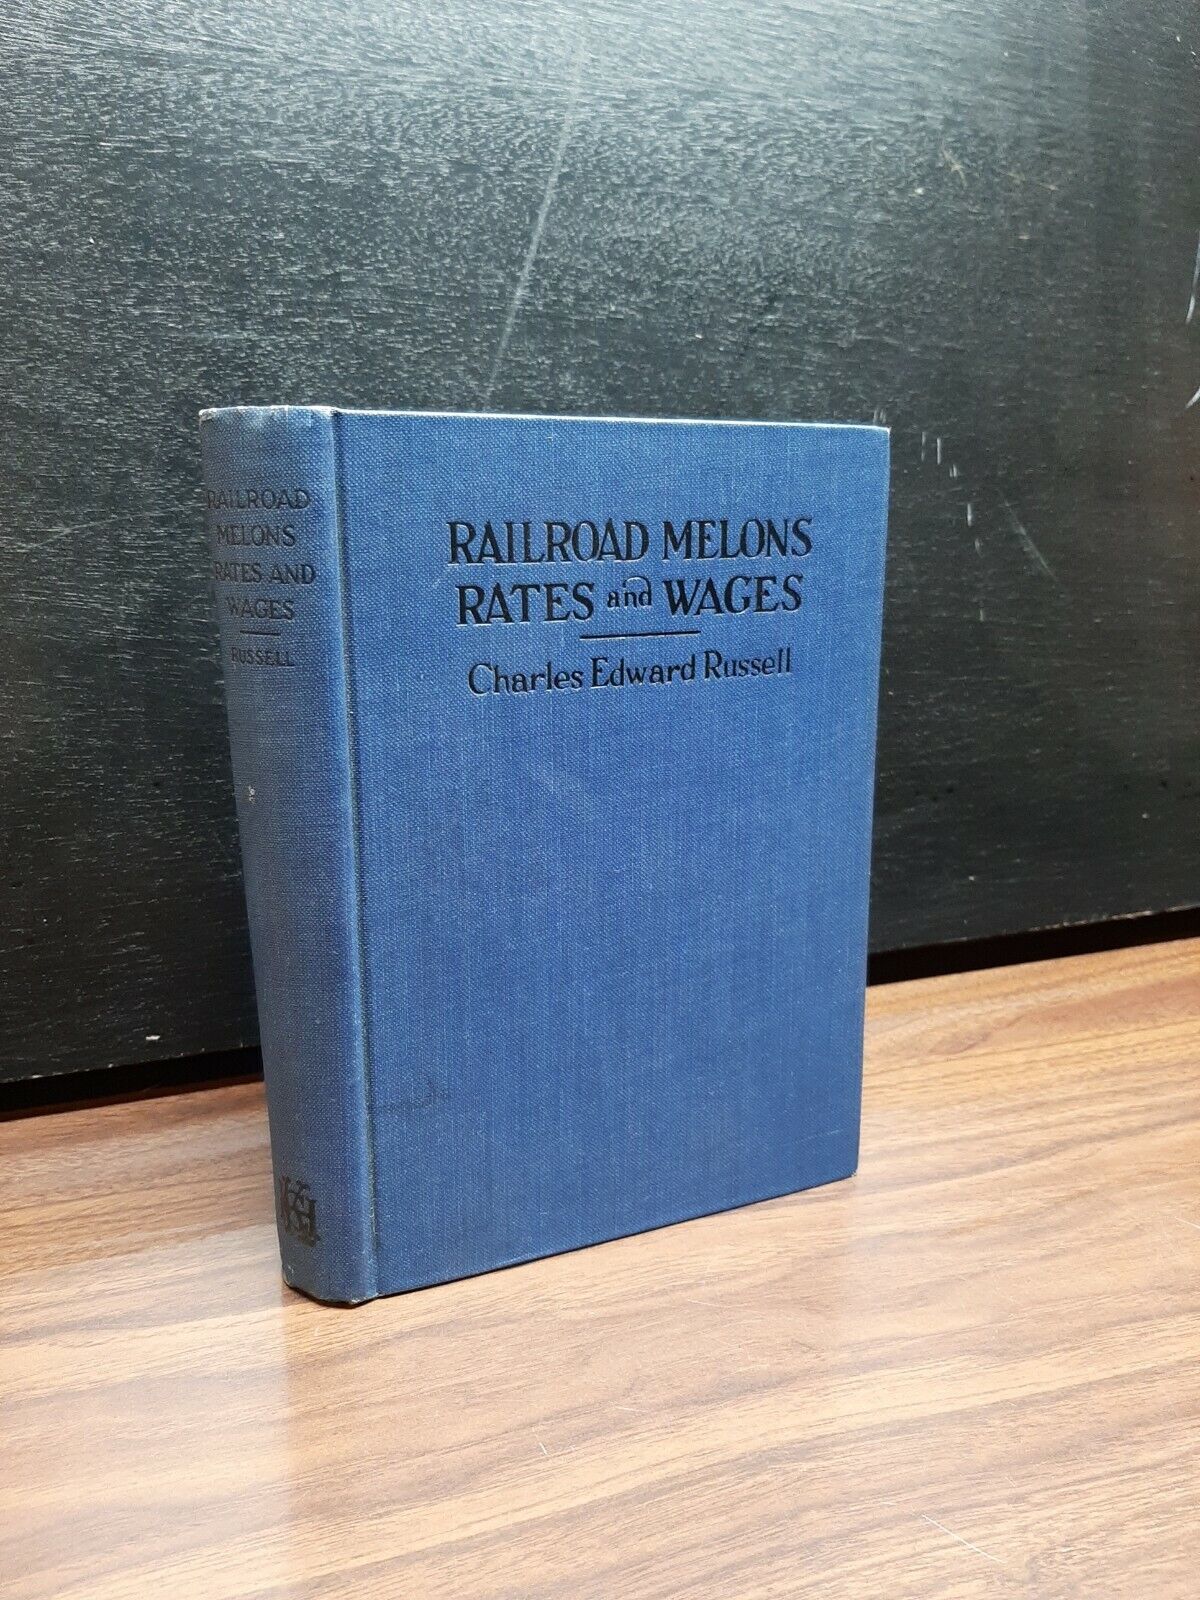 RAILROAD
MELONS
RATES AND
WAGES
RUSSELL
RAILROAD MELONS
RATES and WAGES
Charles Edward Russell